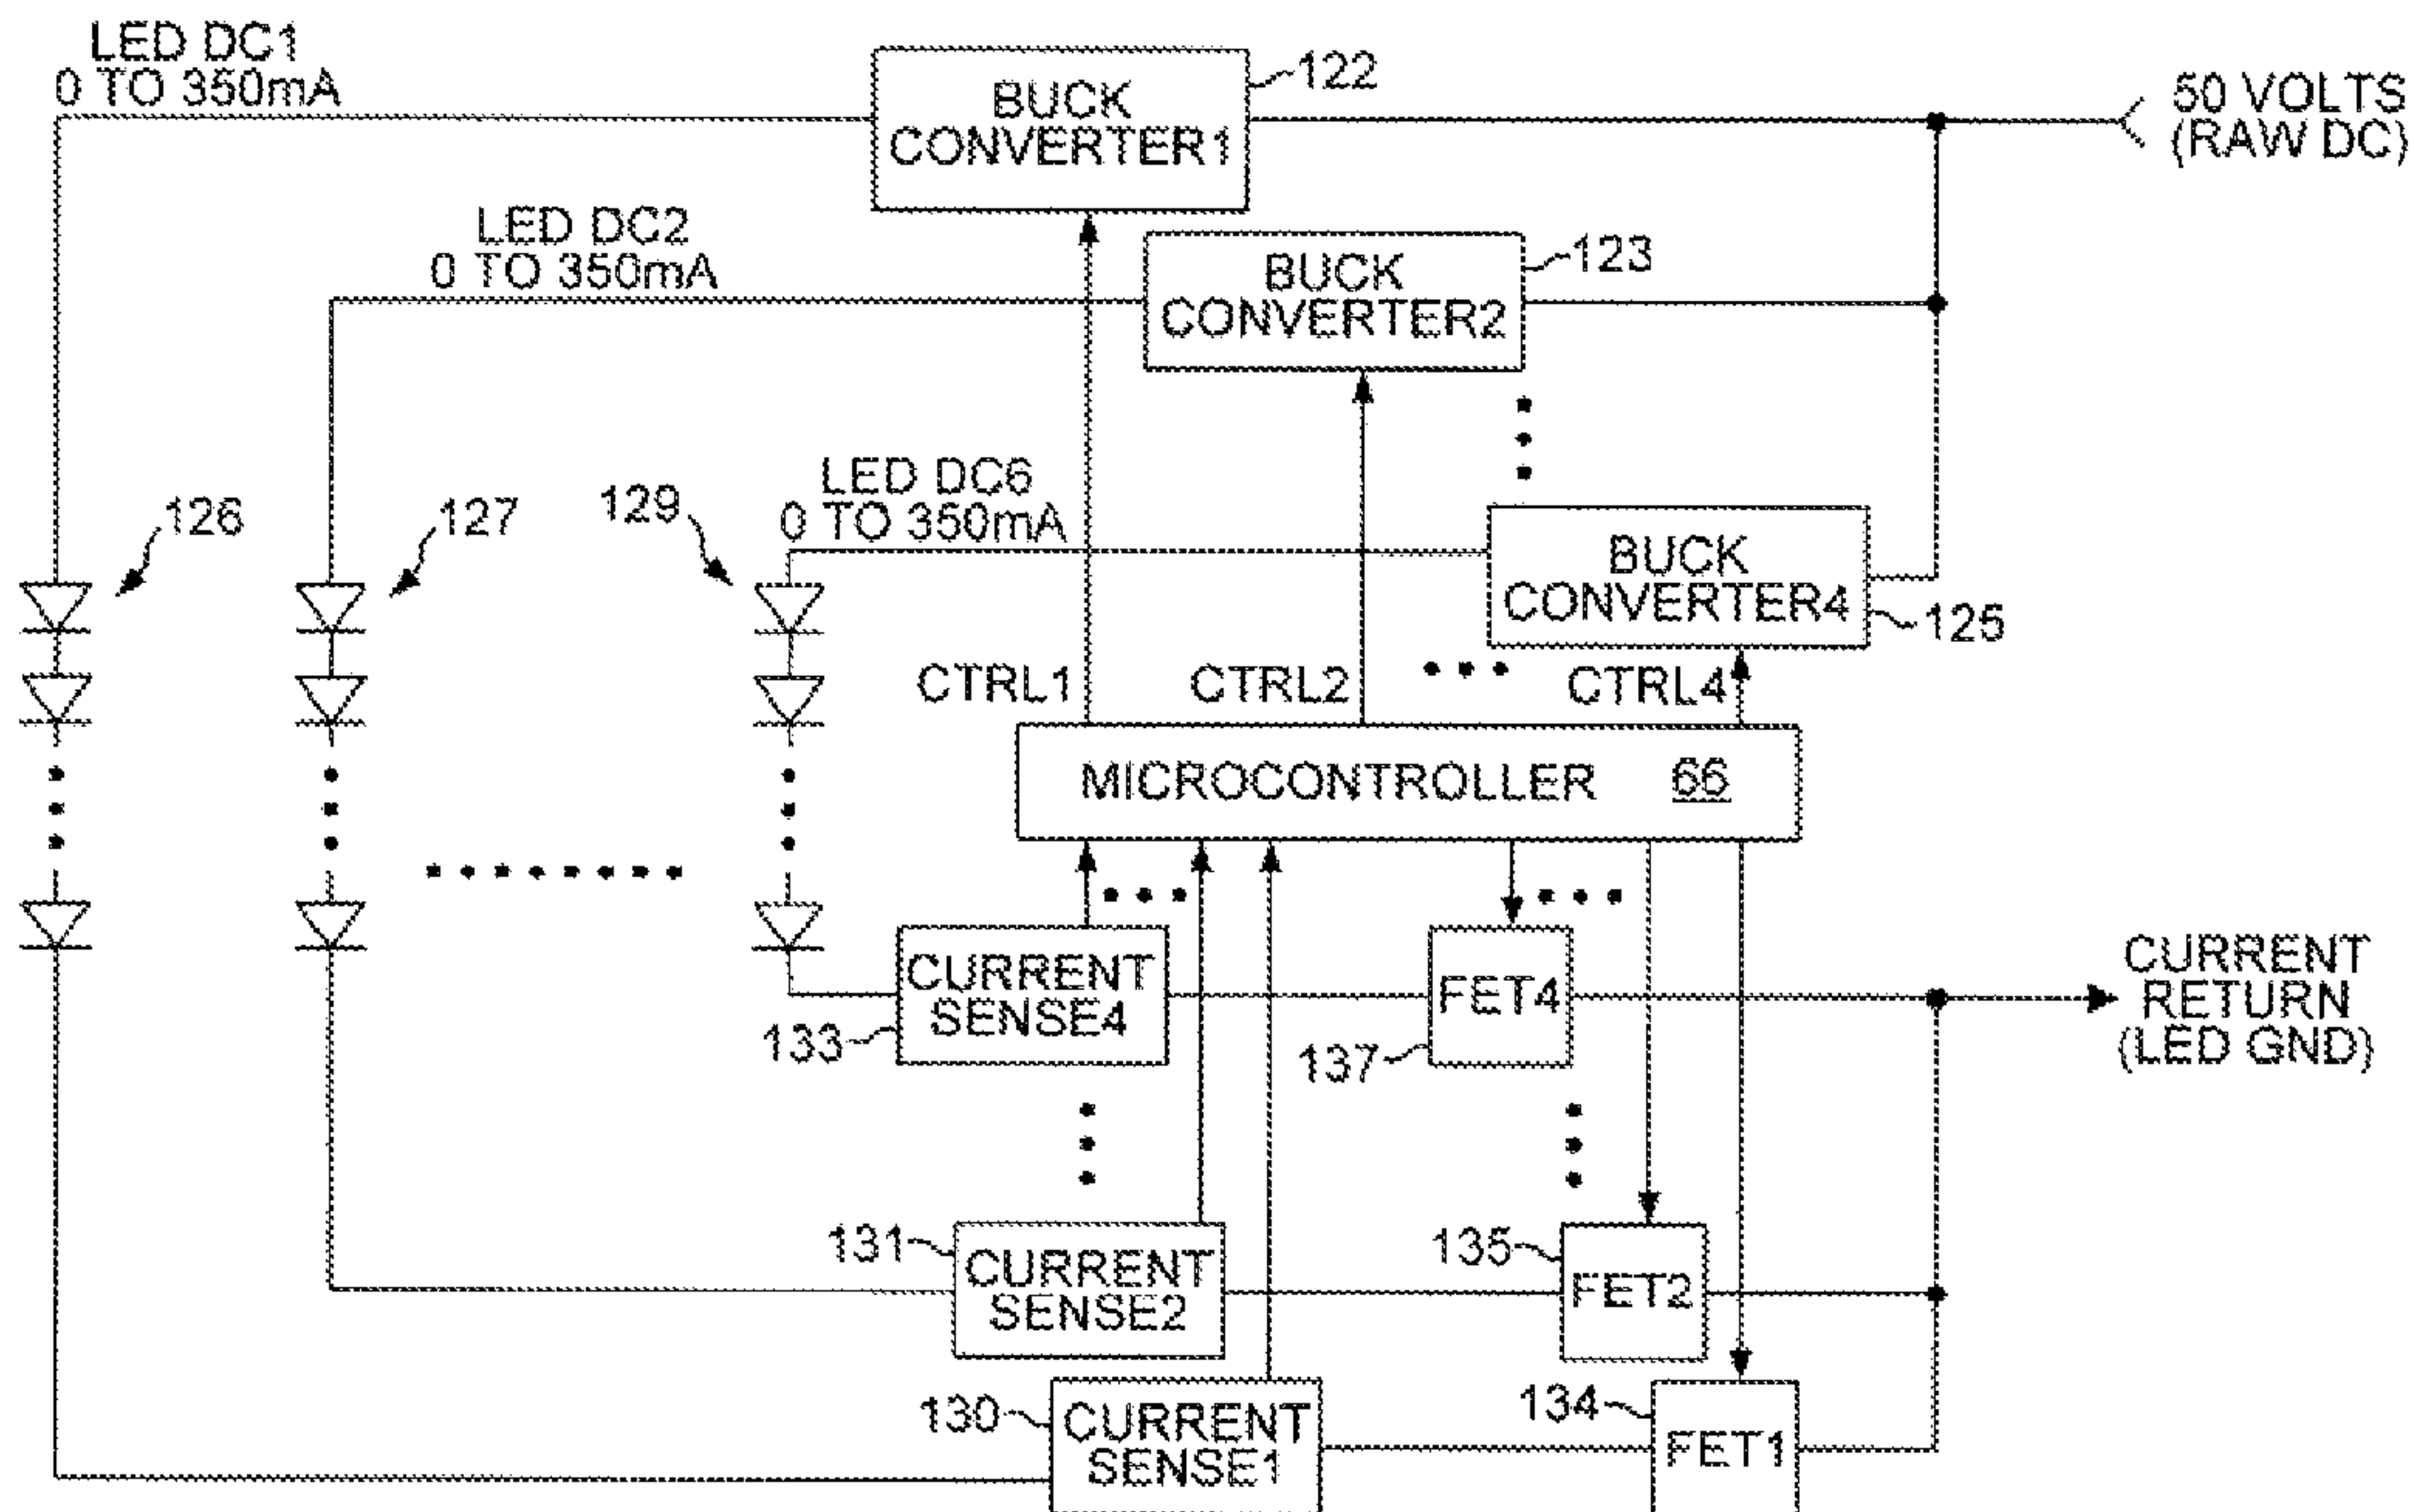 LED DC1
0 TO 350mA
BUCK
CONVERTER1
122
50 VOLTS
(RAW DC)
LED DC2
0 TO 350mA
BUCK
CONVERTER2
123
LED DC6
0 TO 350mA
126
127
129
BUCK
CONVERTER4
125
CTRL1
CTRL2
CTRL4
MICROCONTROLLER 66
CURRENT
SENSE4
133
FET4
137
CURRENT
RETURN
(LED GND)
131
CURRENT
SENSE2
135
FET2
130
CURRENT
SENSE1
134
FET1